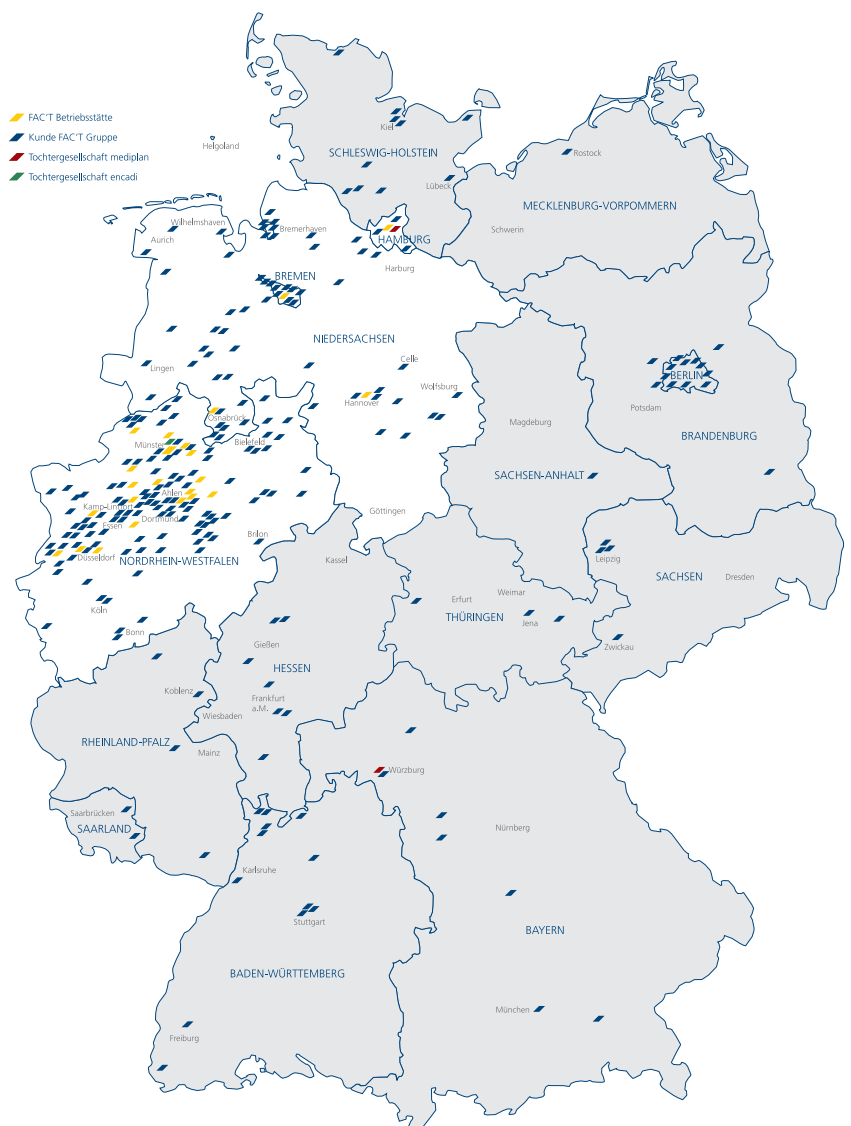 FAC'T Betriebsstätte
Kunde FAC'T Gruppe
Tochtergesellschaft mediplan
Tochtergesellschaft encadi
Helgoland
Kiel
SCHLESWIG-HOLSTEIN
Lübeck
Rostock
MECKLENBURG-VORPOMMERN
Schwerin
Wilhelmshaven
Aurich
Bremerhaven
HAMBURG
Harburg
BREMEN
NIEDERSACHSEN
Lingen
Celle
Hannover
Wolfsburg
BERLIN
Potsdam
BRANDENBURG
Osnabrück
Magdeburg
Münster
Bielefeld
SACHSEN-ANHALT
Ahlen
Kamp-Lintfort
Dortmund
Essen
Göttingen
Brilon
Düsseldorf
NORDRHEIN-WESTFALEN
Kassel
Leipzig
SACHSEN
Dresden
Köln
Bonn
Erfurt
Weimar
THÜRINGEN
Jena
Zwickau
Gießen
HESSEN
Koblenz
Frankfurt
a.M.
Wiesbaden
RHEINLAND-PFALZ
Mainz
Würzburg
Saarbrücken
SAARLAND
Nürnberg
Karlsruhe
Stuttgart
BAYERN
BADEN-WÜRTTEMBERG
München
Freiburg